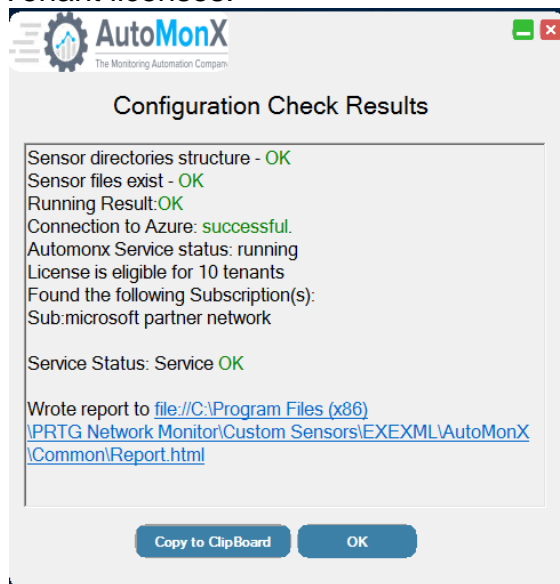 Tenant licenses.
AutoMonX
The Monitoring Automation Company
Configuration Check Results
Sensor directories structure - OK
Sensor files exist - OK
Running Result:OK
Connection to Azure: successful.
Automonx Service status: running
License is eligible for 10 tenants
Found the following Subscription(s):
Sub:microsoft partner network
Service Status: Service OK
Wrote report to file://C:\Program Files (x86)
\PRTG Network Monitor\Custom Sensors\EXEXML\AutoMonX
\Common\Report.html
Copy to ClipBoard
OK